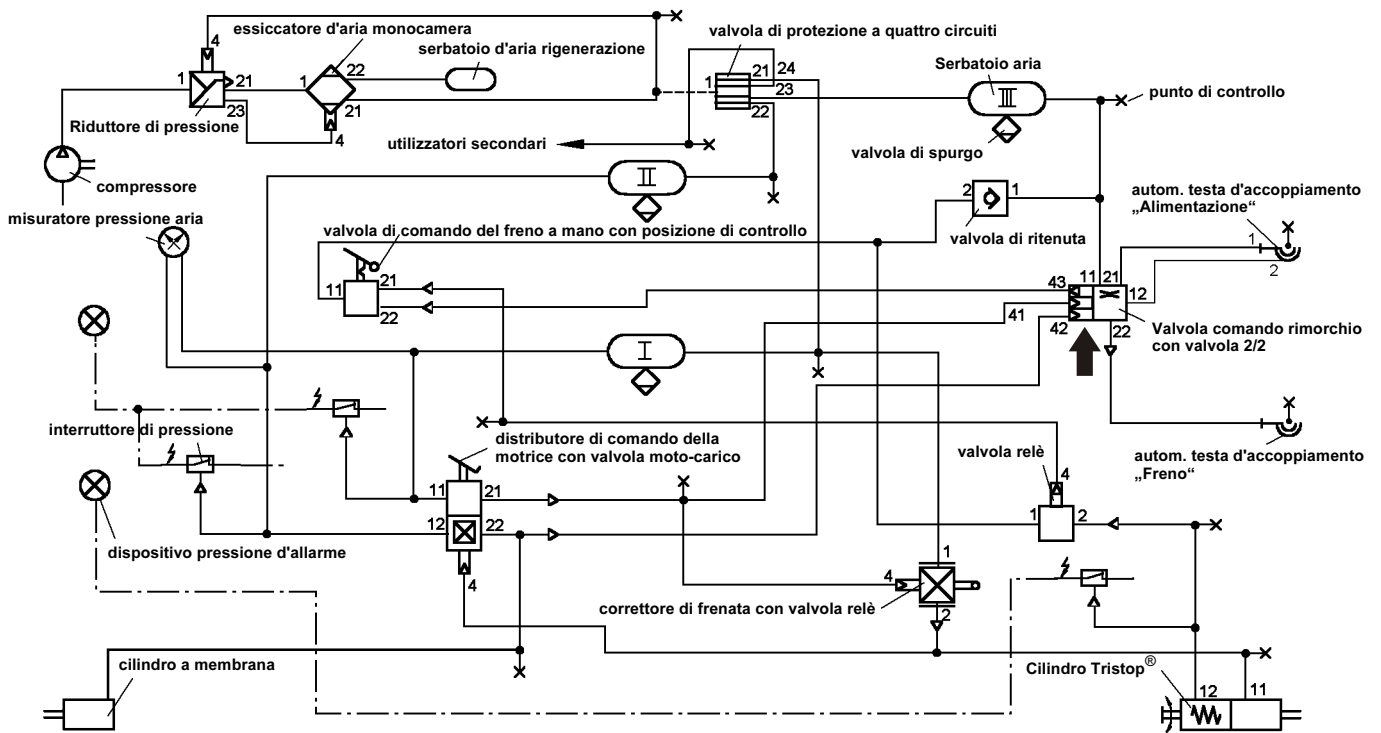 essiccatore d'aria monocamera
valvola di protezione a quattro circuiti
4
serbatoio d'aria rigenerazione
1
21
1
22
21
23
4
Riduttore di pressione
1
21
24
23
22
Serbatoio aria
III
punto di controllo
utilizzatori secondari
valvola di spurgo
compressore
II
2
1
autom. testa d'accoppiamento
„Alimentazione“
misuratore pressione aria
valvola di comando del freno a mano con posizione di controllo
valvola di ritenuta
1
2
11
21
22
43
11
21
12
41
42
22
Valvola comando rimorchio
con valvola 2/2
I
interruttore di pressione
distributore di comando della
motrice con valvola moto-carico
valvola relè
autom. testa d'accoppiamento
„Freno“
11
21
12
22
4
4
1
2
dispositivo pressione d'allarme
1
4
2
correttore di frenata con valvola relè
cilindro a membrana
Cilindro Tristop®
12
11